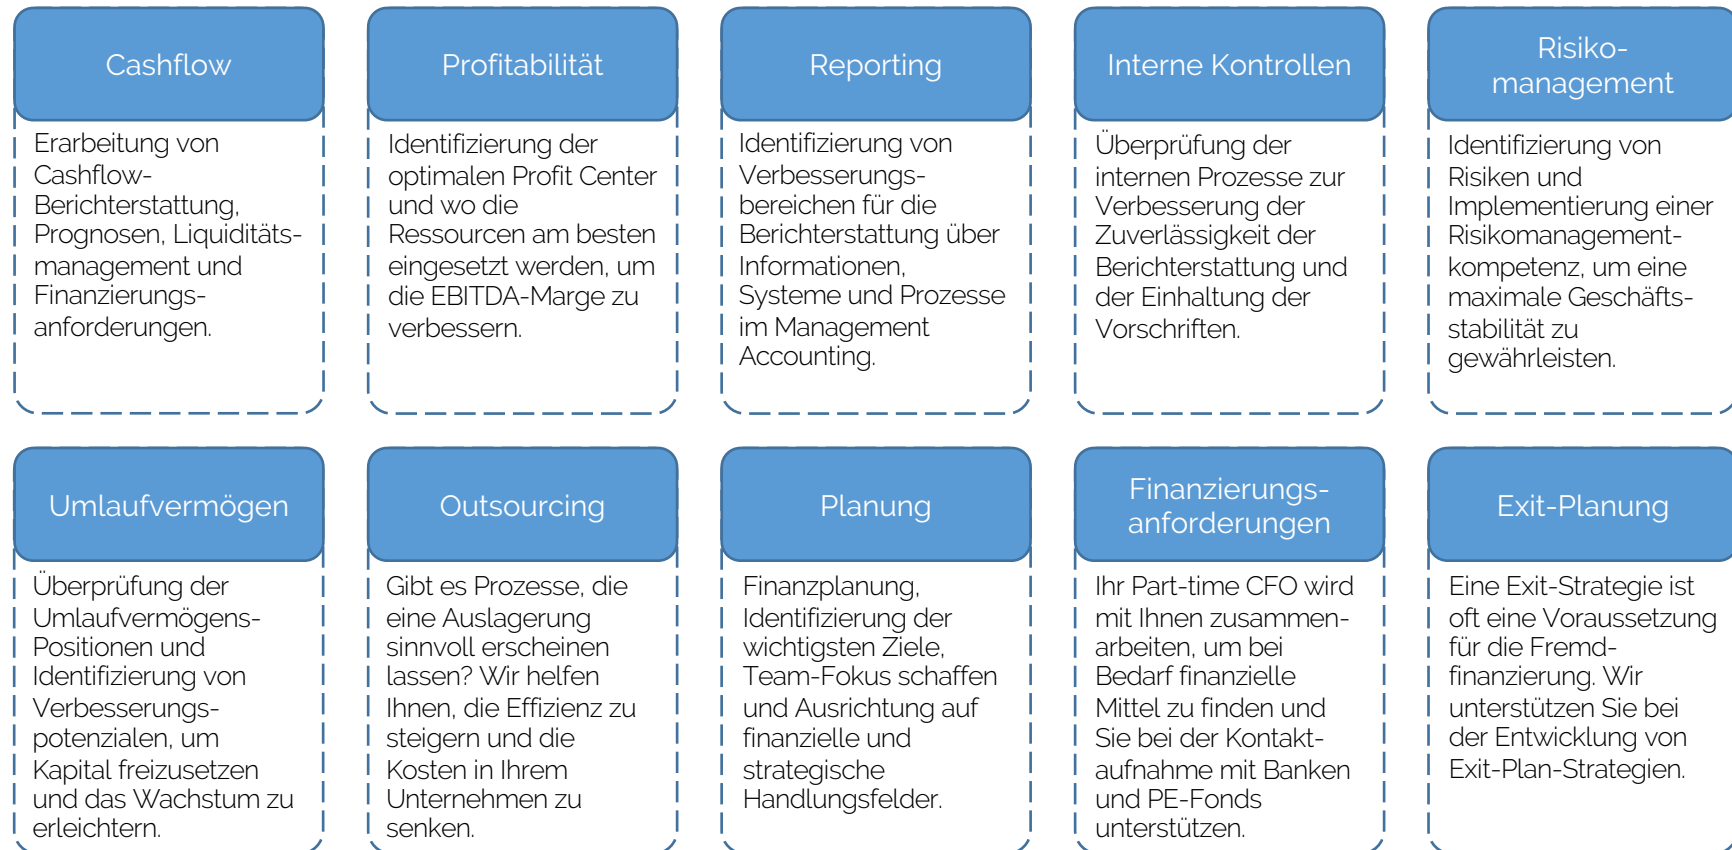 Cashflow
Erarbeitung von
Cashflow-
Berichterstattung,
Prognosen, Liquiditäts-
management und
Finanzierungs-
anforderungen.
Profitabilität
Identifizierung der
optimalen Profit Center
und wo die
Ressourcen am besten
eingesetzt werden, um
die EBITDA-Marge zu
verbessern.
Reporting
Identifizierung von
Verbesserungs-
bereichen für die
Berichterstattung über
Informationen,
Systeme und Prozesse
im Management
Accounting.
Interne Kontrollen
Überprüfung der
internen Prozesse zur
Verbesserung der
Zuverlässigkeit der
Berichterstattung und
der Einhaltung der
Vorschriften.
Risiko-
management
Identifizierung von
Risiken und
Implementierung einer
Risikomanagement-
kompetenz, um eine
maximale Geschäfts-
stabilität zu
gewährleisten.
Umlaufvermögen
Überprüfung der
Umlaufvermögens-
Positionen und
Identifizierung von
Verbesserungs-
potenzialen, um
Kapital freizusetzen
und das Wachstum zu
erleichtern.
Outsourcing
Gibt es Prozesse, die
eine Auslagerung
sinnvoll erscheinen
lassen? Wir helfen
Ihnen, die Effizienz zu
steigern und die
Kosten in Ihrem
Unternehmen zu
senken.
Planung
Finanzplanung,
Identifizierung der
wichtigsten Ziele,
Team-Fokus schaffen
und Ausrichtung auf
finanzielle und
strategische
Handlungsfelder.
Finanzierungs-
anforderungen
Ihr Part-time CFO wird
mit Ihnen zusammen-
arbeiten, um bei
Bedarf finanzielle
Mittel zu finden und
Sie bei der Kontakt-
aufnahme mit Banken
und PE-Fonds
unterstützen.
Exit-Planung
Eine Exit-Strategie ist
oft eine Voraussetzung
für die Fremd-
finanzierung. Wir
unterstützen Sie bei
der Entwicklung von
Exit-Plan-Strategien.